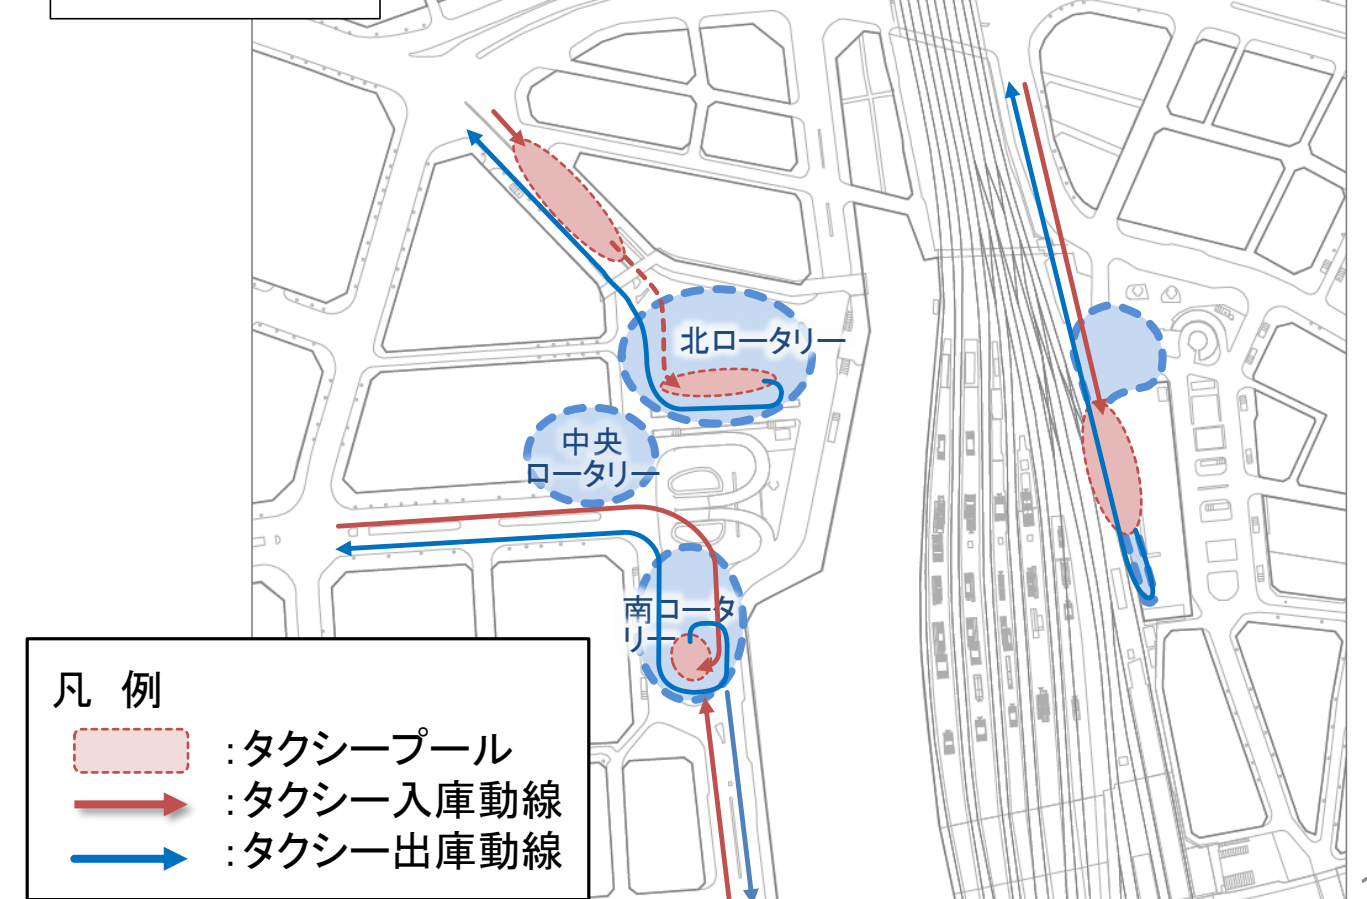 北ロータリー
中央
ロータリー
南ロータ
リー
凡 例
:タクシープール
:タクシー入庫動線
:タクシー出庫動線